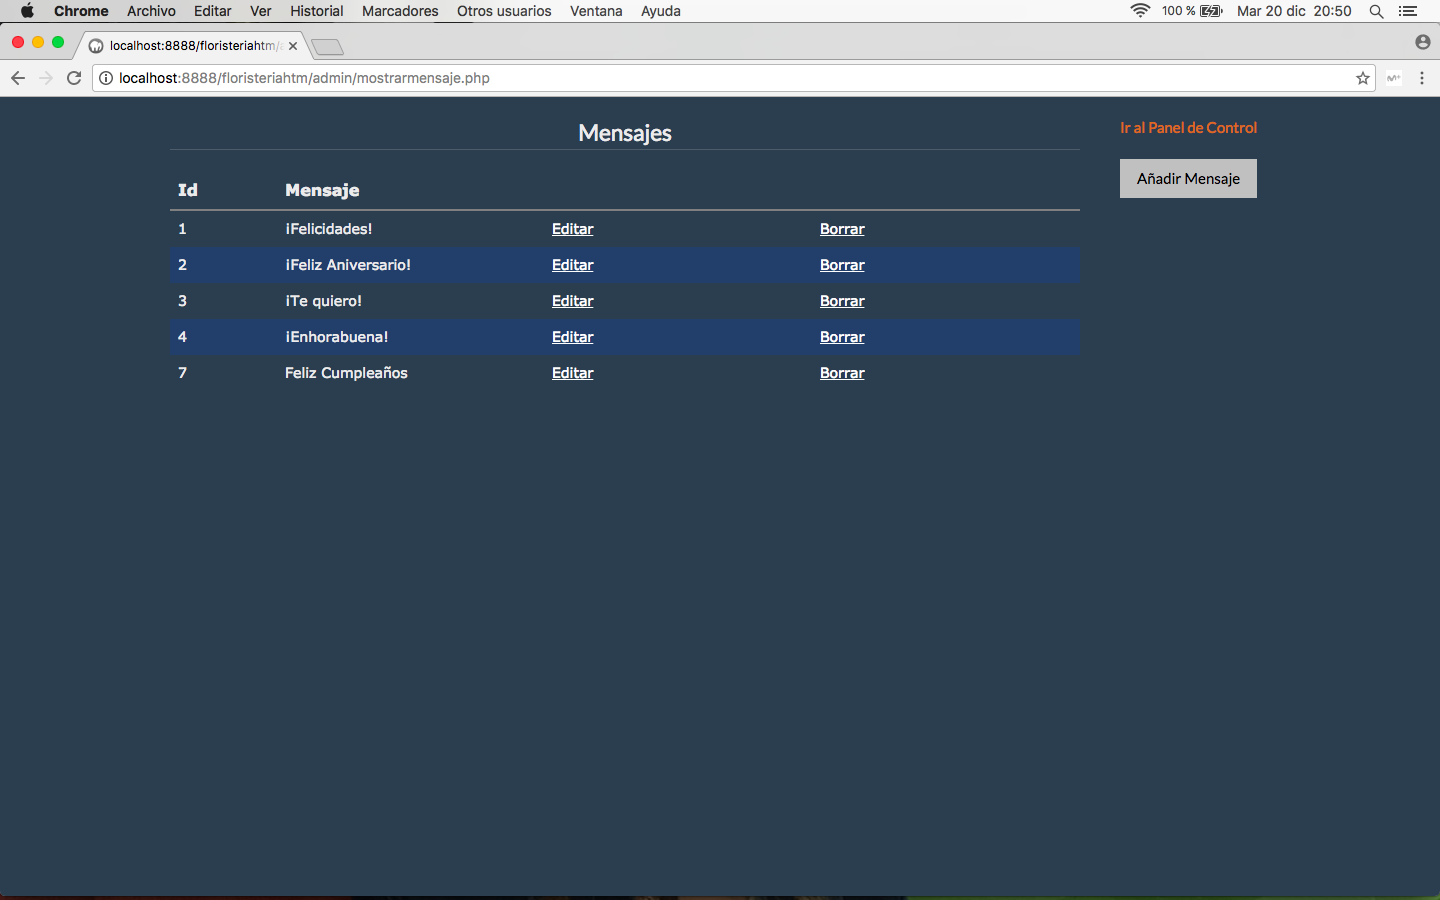 Chrome Archivo Editar Ver Historial Marcadores Otros usuarios Ventana Ayuda 100 % Mar 20 dic 20:50
localhost:8888/floristeriahtm/
localhost:8888/floristeriahtm/admin/mostrarmensaje.php
Mensajes
Ir al Panel de Control
Añadir Mensaje
Id Mensaje
1 ¡Felicidades! Editar Borrar
2 ¡Feliz Aniversario! Editar Borrar
3 ¡Te quiero! Editar Borrar
4 ¡Enhorabuena! Editar Borrar
7 Feliz Cumpleaños Editar Borrar